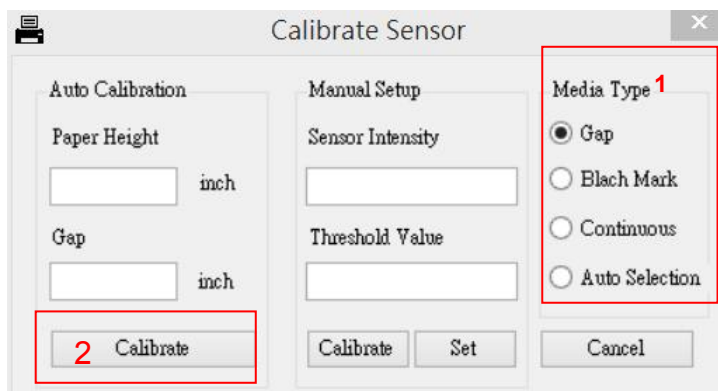 Calibrate Sensor
×
Auto Calibration
Paper Height
inch
Gap
inch
2
Calibrate
Manual Setup
Sensor Intensity
Threshold Value
Calibrate
Set
Media Type 1
Gap
Blach Mark
Continuous
Auto Selection
Cancel